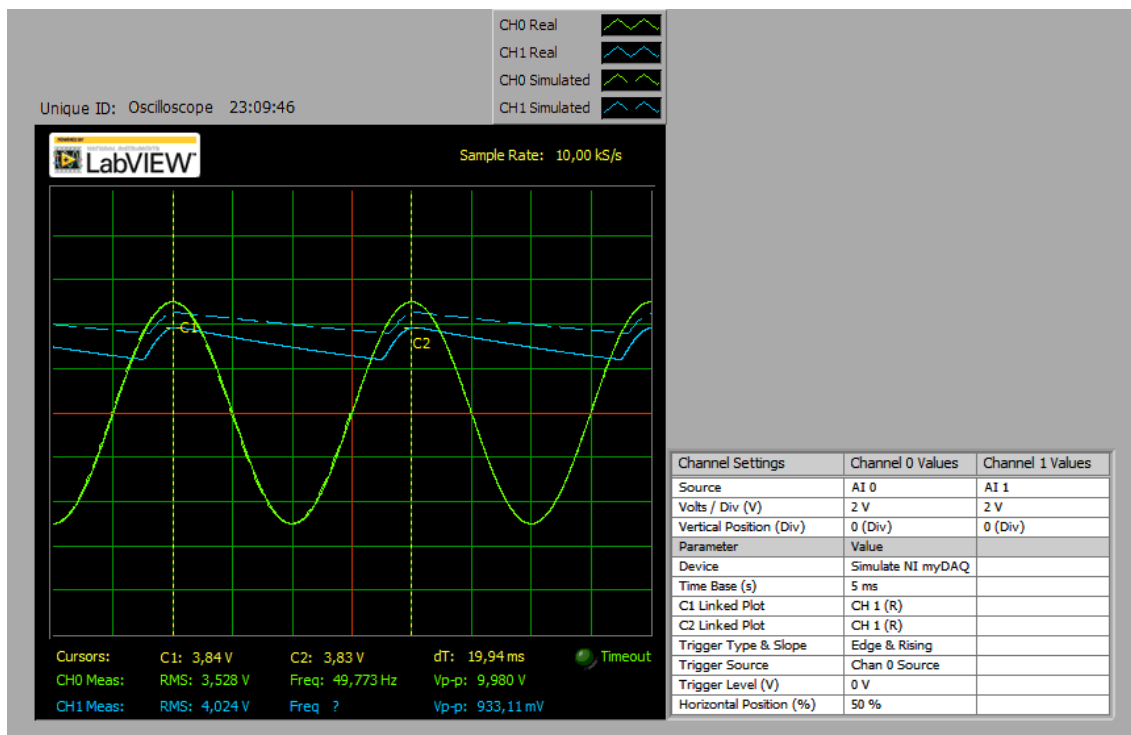 CH0 Real
CH1 Real
CH0 Simulated
CH1 Simulated
Unique ID: Oscilloscope 23:09:46
POWERED BY
NATIONAL INSTRUMENTS
LabVIEW™
Sample Rate: 10,00 kS/s
C1
C2
Cursors: C1: 3,84 V C2: 3,83 V dT: 19,94 ms Timeout
CH0 Meas: RMS: 3,528 V Freq: 49,773 Hz Vp-p: 9,980 V
CH1 Meas: RMS: 4,024 V Freq ? Vp-p: 933,11 mV
Channel Settings Channel 0 Values Channel 1 Values
Source AI 0 AI 1
Volts / Div (V) 2 V 2 V
Vertical Position (Div) 0 (Div) 0 (Div)
Parameter Value
Device Simulate NI myDAQ
Time Base (s) 5 ms
C1 Linked Plot CH 1 (R)
C2 Linked Plot CH 1 (R)
Trigger Type & Slope Edge & Rising
Trigger Source Chan 0 Source
Trigger Level (V) 0 V
Horizontal Position (%) 50 %